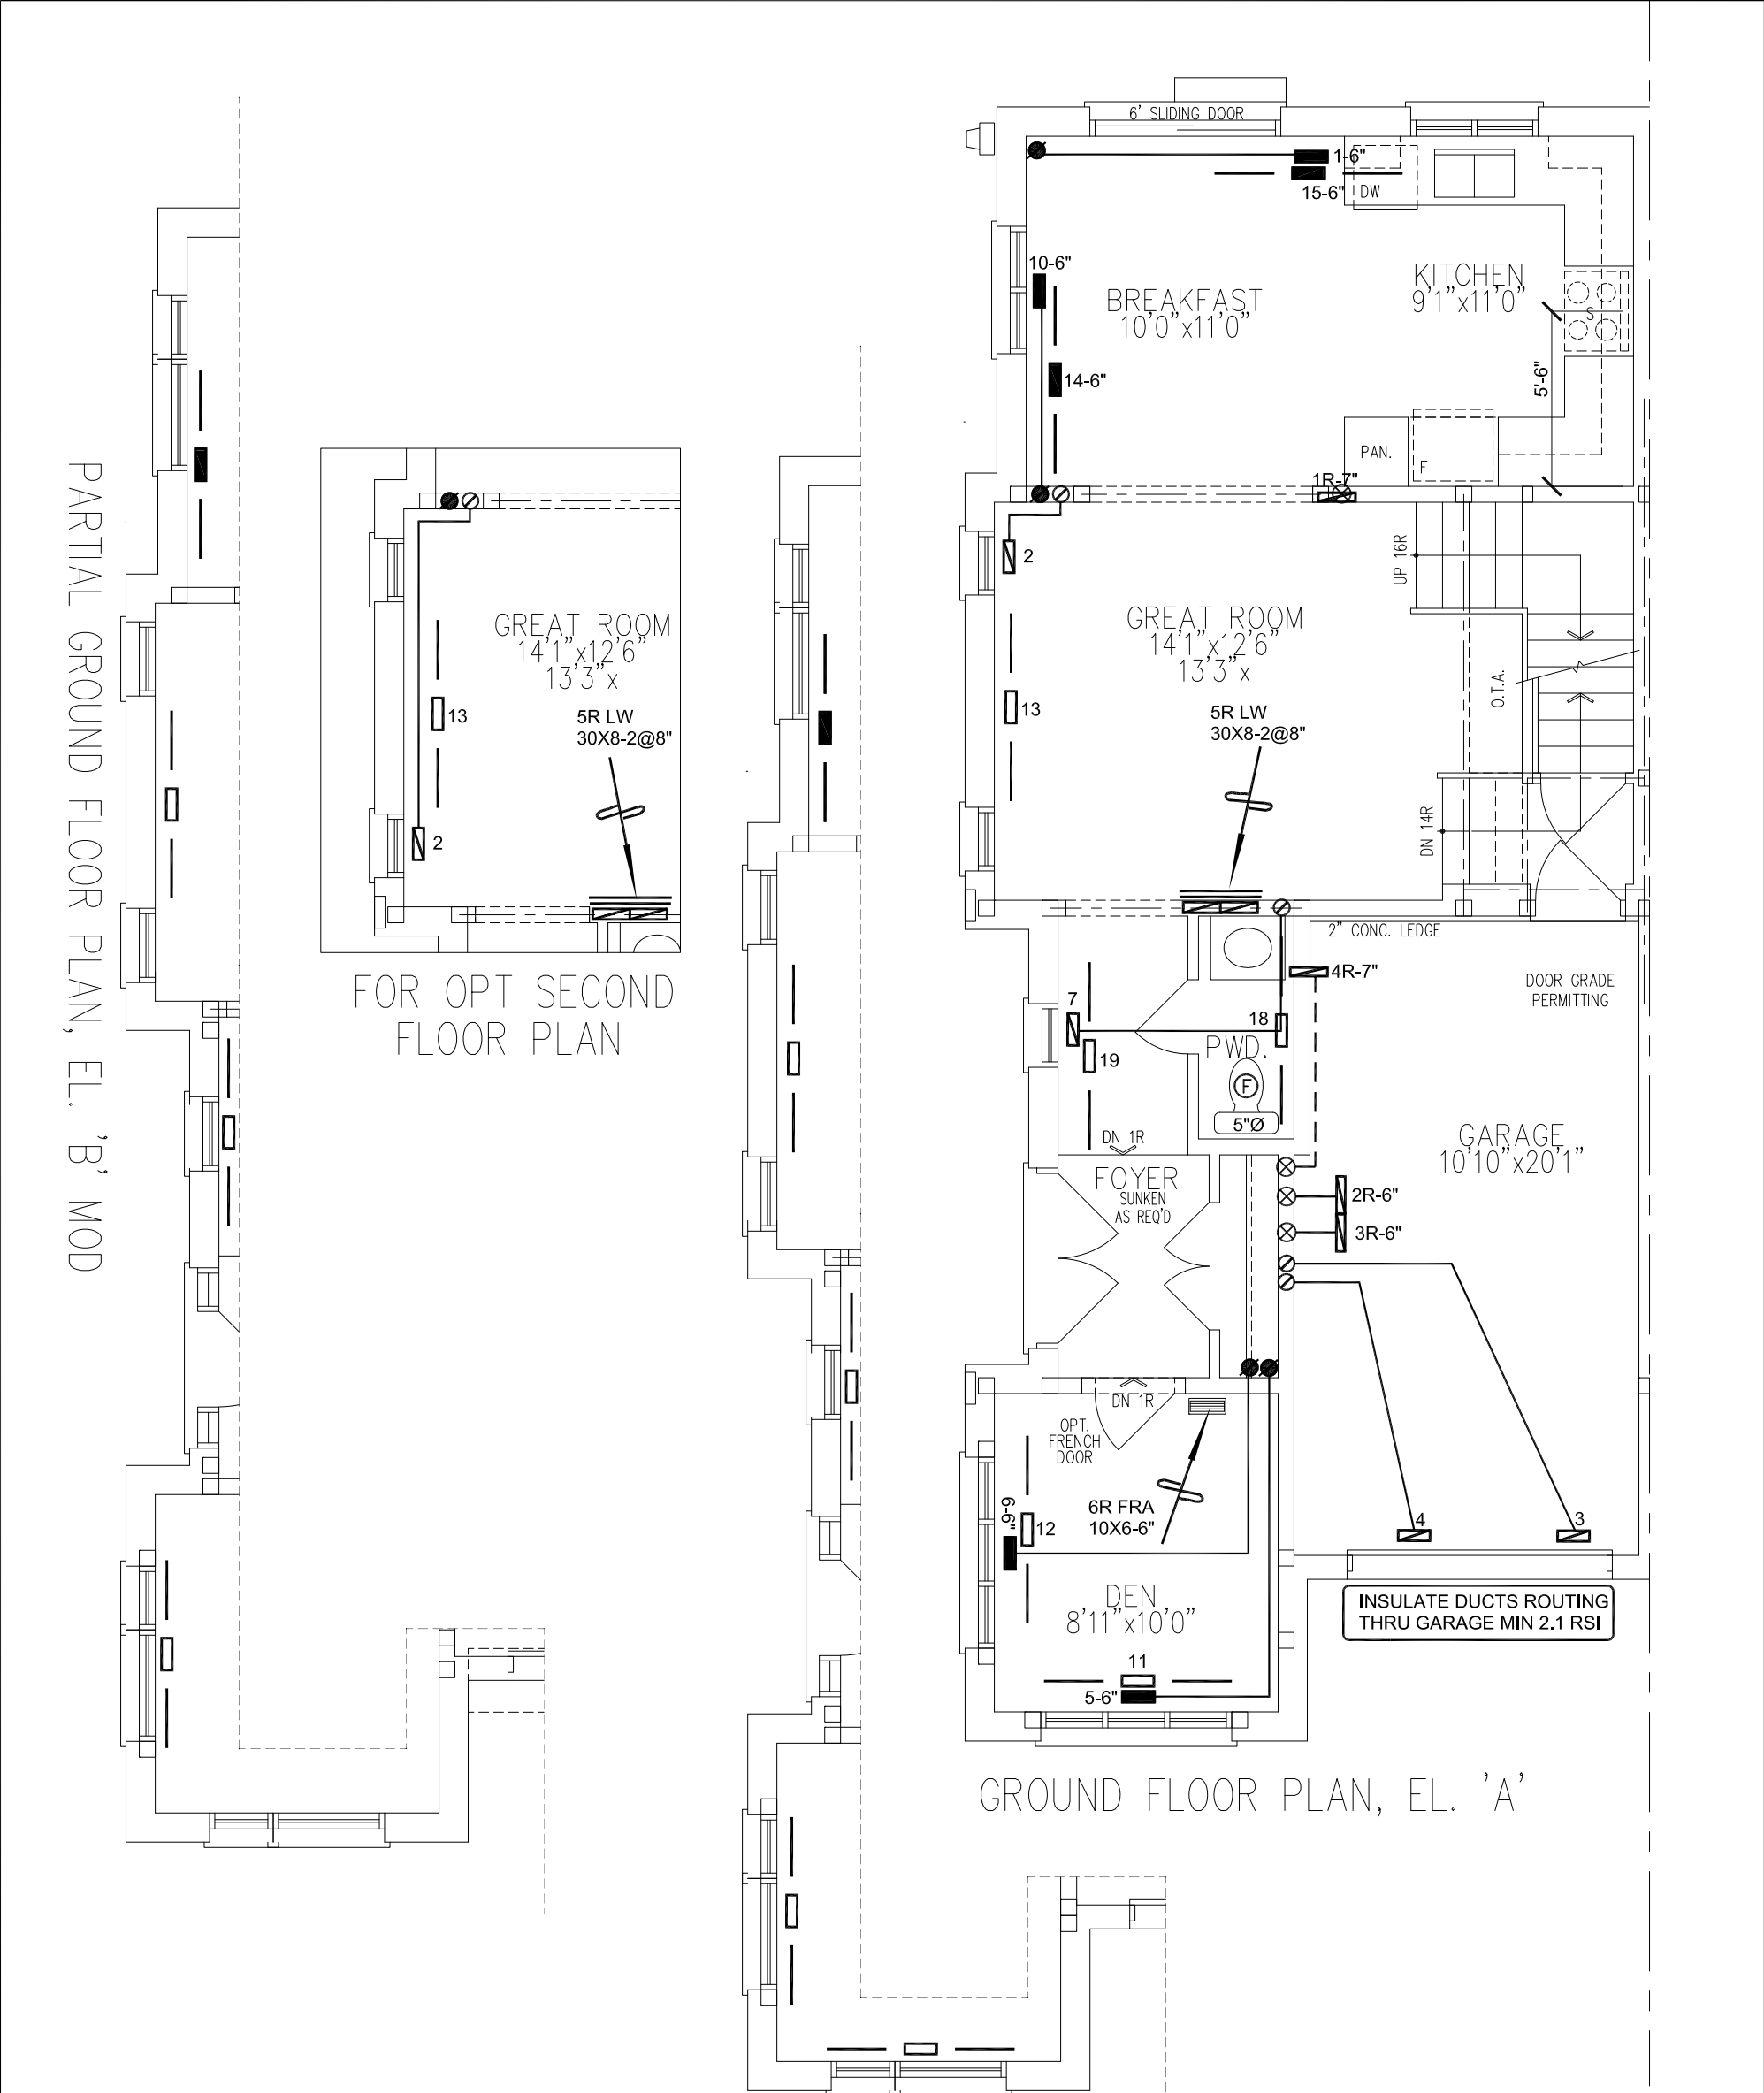 6' SLIDING DOOR
1-6"
15-6"
DW
10-6"
BREAKFAST
10'0"x11'0"
KITCHEN
9'1"x11'0"
S
14-6"
5'-6"
PAN.
F
1R-7"
2
UP 16R
GREAT ROOM
14'1"x12'6"
13'3"x
13
5R LW
30X8-2@8"
O.T.A.
DN 14R
2" CONC. LEDGE
4R-7"
DOOR GRADE
PERMITTING
7
18
19
PWD.
F
5"Ø
DN 1R
FOYER
SUNKEN
AS REQ'D
GARAGE
10'10"x20'1"
2R-6"
3R-6"
DN 1R
OPT.
FRENCH
DOOR
6R FRA
10X6-6"
9-6"
12
4
3
DEN
8'11"x10'0"
INSULATE DUCTS ROUTING
THRU GARAGE MIN 2.1 RSI
11
5-6"
GROUND FLOOR PLAN, EL. 'A'
GREAT ROOM
14'1"x12'6"
13'3"x
13
5R LW
30X8-2@8"
2
FOR OPT SECOND
FLOOR PLAN
PARTIAL GROUND FLOOR PLAN, EL. 'B' MOD